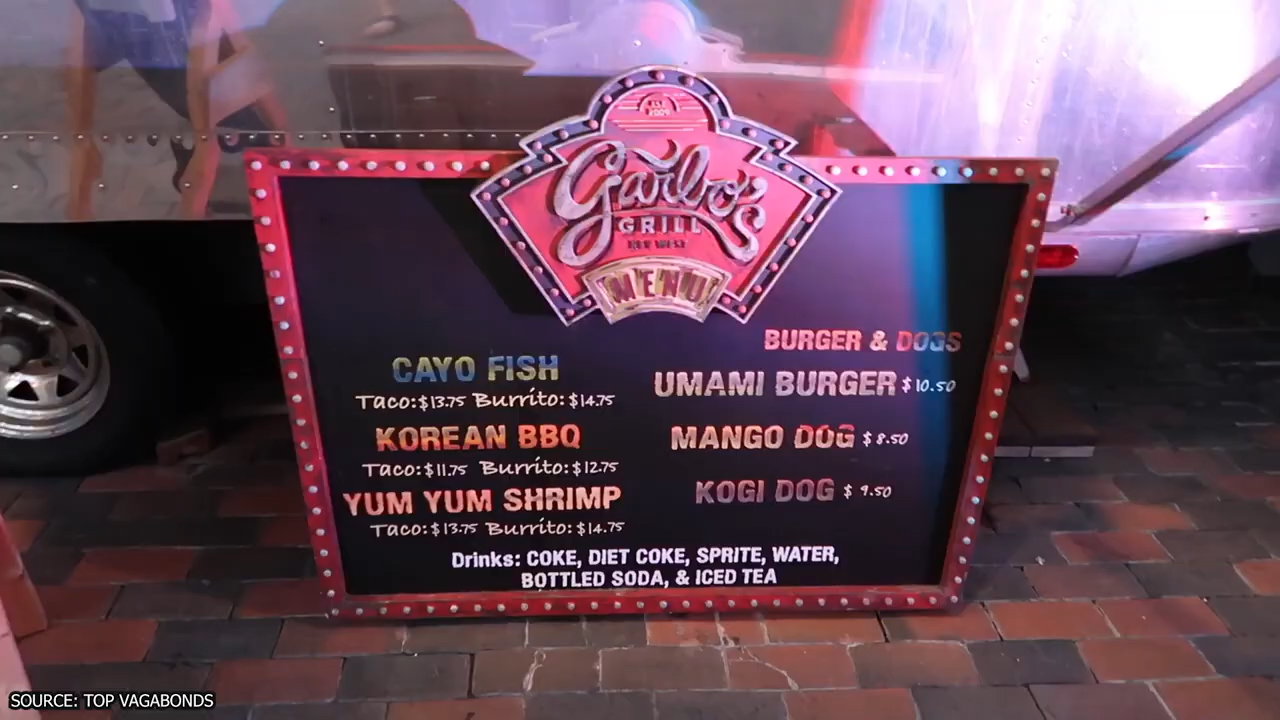 EST.
2009
Garbo's
GRILL
KEY WEST
MENU
CAYO FISH
Taco: $13.75 Burrito: $14.75
KOREAN BBQ
Taco: $11.75 Burrito: $12.75
YUM YUM SHRIMP
Taco: $13.75 Burrito: $14.75
BURGER & DOGS
UMAMI BURGER $10.50
MANGO DOG $8.50
KOGI DOG $9.50
Drinks: COKE, DIET COKE, SPRITE, WATER,
BOTTLED SODA, & ICED TEA
SOURCE: TOP VAGABONDS